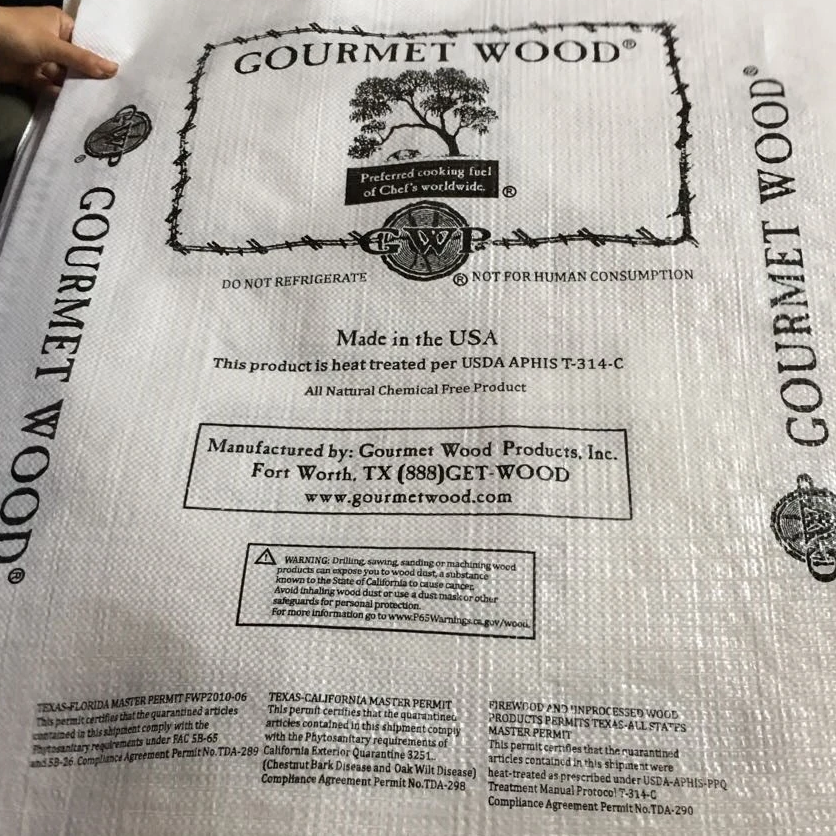 GOURMET WOOD®
Preferred cooking fuel
of Chef's worldwide.
®
GWP
DO NOT REFRIGERATE
® NOT FOR HUMAN CONSUMPTION
Made in the USA
This product is heat treated per USDA APHIS T-314-C
All Natural Chemical Free Product
Manufactured by: Gourmet Wood Products, Inc.
Fort Worth, TX (888)GET-WOOD
www.gourmetwood.com
WARNING: Drilling, sawing, sanding or machining wood
products can expose you to wood dust, a substance
known to the State of California to cause cancer.
Avoid inhaling wood dust or use a dust mask or other
safeguards for personal protection.
For more information go to www.P65Warnings.ca.gov/wood.
TEXAS-FLORIDA MASTER PERMIT FWP2010-06
This permit certifies that the quarantined articles
contained in this shipment comply with the
Phytosanitary requirements under FAC 5B-65
and 5B-26. Compliance Agreement Permit No. TDA-289
TEXAS-CALIFORNIA MASTER PERMIT
This permit certifies that the quarantined
articles contained in this shipment comply
with the Phytosanitary requirements of
California Exterior Quarantine 3251.
(Chestnut Bark Disease and Oak Wilt Disease)
Compliance Agreement Permit No.TDA-298
FIREWOOD AND UNPROCESSED WOOD
PRODUCTS PERMITS TEXAS-ALL STATES
MASTER PERMIT
This permit certifies that the quarantined
articles contained in this shipment were
heat-treated as prescribed under USDA-APHIS-PPQ
Treatment Manual Protocol T-314-C
Compliance Agreement Permit No.TDA-290
GWP® GOURMET WOOD®
GWP GOURMET WOOD®